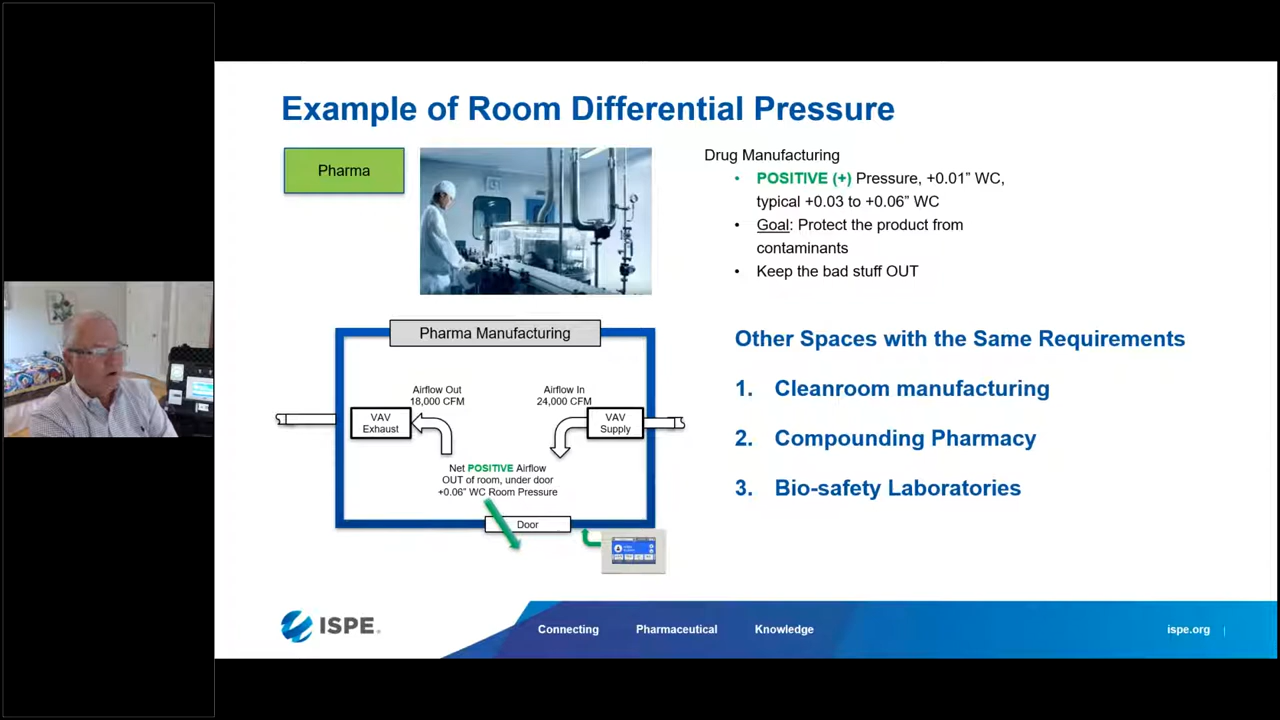 Example of Room Differential Pressure
Pharma
Drug Manufacturing
• POSITIVE (+) Pressure, +0.01” WC,
typical +0.03 to +0.06” WC
• Goal: Protect the product from
contaminants
• Keep the bad stuff OUT
Pharma Manufacturing
Airflow Out
18,000 CFM
Airflow In
24,000 CFM
VAV
Exhaust
VAV
Supply
Net POSITIVE Airflow
OUT of room, under door
+0.06” WC Room Pressure
Door
Other Spaces with the Same Requirements
1. Cleanroom manufacturing
2. Compounding Pharmacy
3. Bio-safety Laboratories
ISPE®
Connecting Pharmaceutical Knowledge
ispe.org